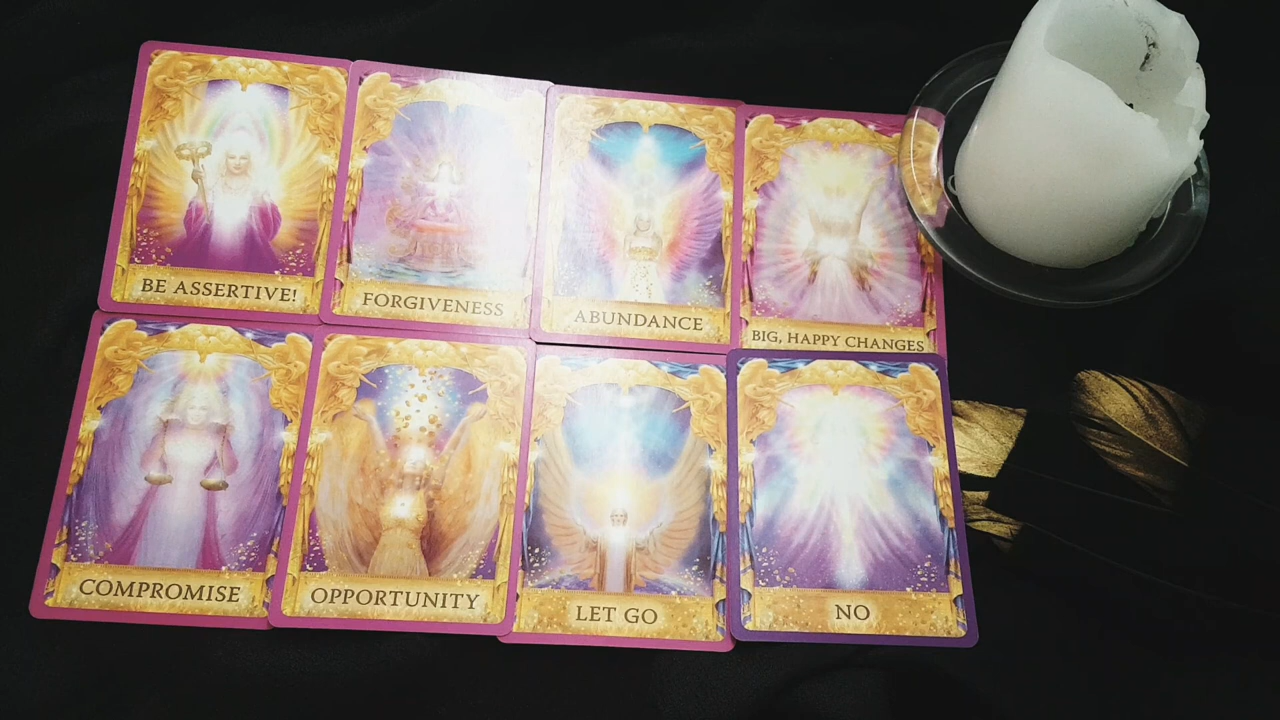 BE ASSERTIVE!
FORGIVENESS
ABUNDANCE
BIG, HAPPY CHANGES
COMPROMISE
OPPORTUNITY
LET GO
NO